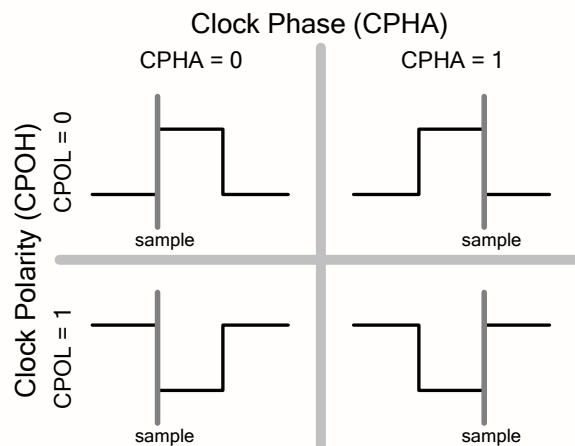 Clock Phase (CPHA)
CPHA = 0
CPHA = 1
Clock Polarity (CPOH)
CPOL = 0
sample
sample
CPOL = 1
sample
sample